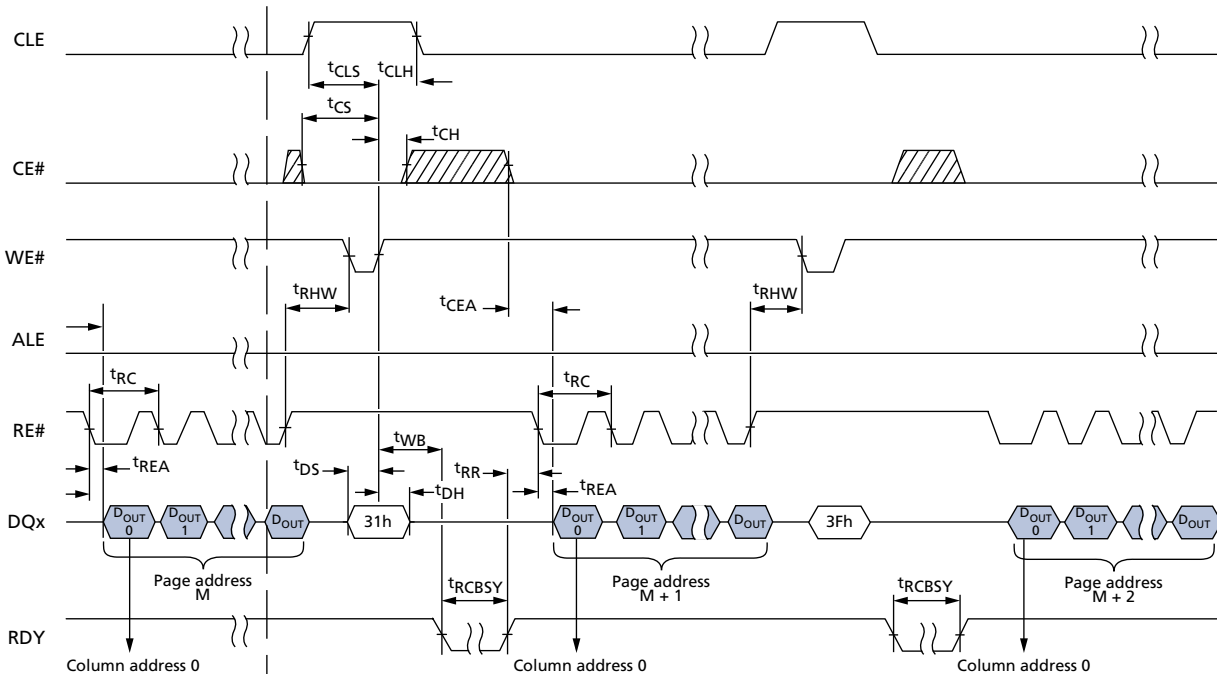 CLE
tCLS
tCLH
tCS
tCH
CE#
WE#
tRHW
tCEA
tRHW
ALE
tRC
tRC
RE#
tWB
tREA
tDS
tRR
tDH
tREA
DQx
DOUT 0
DOUT 1
DOUT
31h
DOUT 0
DOUT 1
DOUT
3Fh
DOUT 0
DOUT 1
DOUT
Page address
M
tRCBSY
Page address
M + 1
tRCBSY
Page address
M + 2
RDY
Column address 0
Column address 0
Column address 0